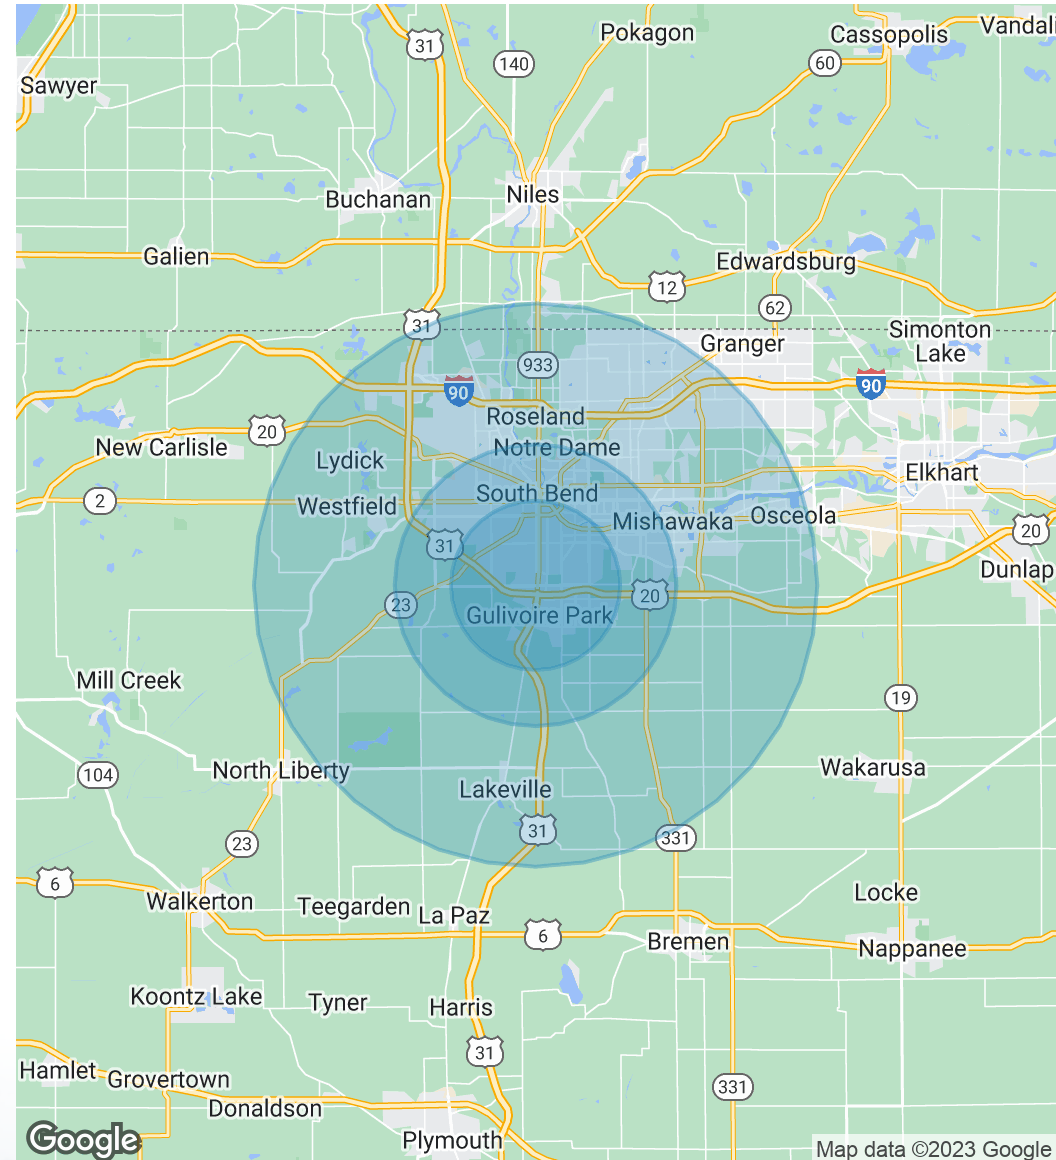 31
Pokagon
Cassopolis
Vandali
140
60
Sawyer
Buchanan
Niles
Galien
Edwardsburg
12
62
31
Simonton
Lake
Granger
933
90
90
Roseland
20
New Carlisle
Notre Dame
Lydick
Elkhart
2
Westfield
South Bend
Mishawaka
Osceola
31
20
Dunlap
23
20
Gulivoire Park
Mill Creek
19
104
North Liberty
Wakarusa
Lakeville
31
331
23
6
Walkerton
Teegarden
La Paz
Locke
6
Bremen
Nappanee
Koontz Lake
Tyner
Harris
31
Hamlet
Grovertown
331
Donaldson
Plymouth
Google
Map data ©2023 Google